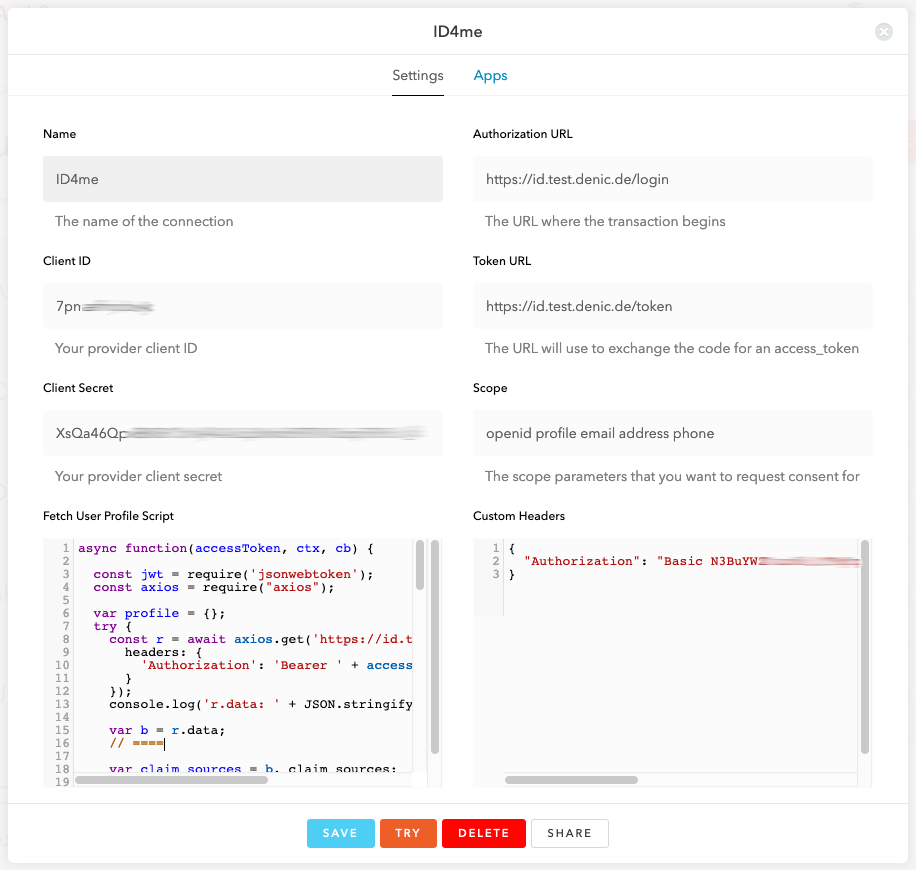 ID4me
Settings
Apps
Name
ID4me
The name of the connection
Authorization URL
https://id.test.denic.de/login
The URL where the transaction begins
Client ID
7pn
Your provider client ID
Token URL
https://id.test.denic.de/token
The URL will use to exchange the code for an access_token
Client Secret
XsQa46Qp
Your provider client secret
Scope
openid profile email address phone
The scope parameters that you want to request consent for
Fetch User Profile Script
1 async function(accessToken, ctx, cb) {
2
3 const jwt = require('jsonwebtoken');
4 const axios = require("axios");
5
6 var profile = {};
7 try {
8 const r = await axios.get('https://id.t
9 headers: {
10 'Authorization': 'Bearer ' + access
11 }
12 });
13 console.log('r.data: ' + JSON.stringify
14
15 var b = r.data;
16 // ====
17
18 var claim_sources = b._claim_sources;
19
Custom Headers
1 {
2 "Authorization": "Basic N3BuYW
3 }
SAVE
TRY
DELETE
SHARE